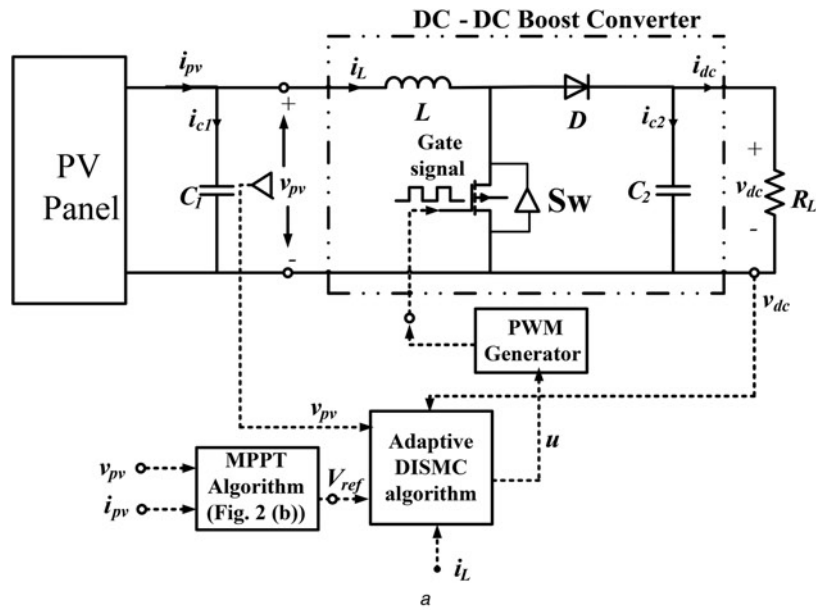 DC - DC Boost Converter
PV
Panel
i_pv
i_c1
C_1
+
v_pv
-
i_L
L
Gate
signal
Sw
D
i_c2
C_2
i_dc
+
v_dc
-
R_L
v_dc
PWM
Generator
v_pv
u
Adaptive
DISMC
algorithm
v_pv
i_pv
MPPT
Algorithm
(Fig. 2 (b))
V_ref
i_L
a